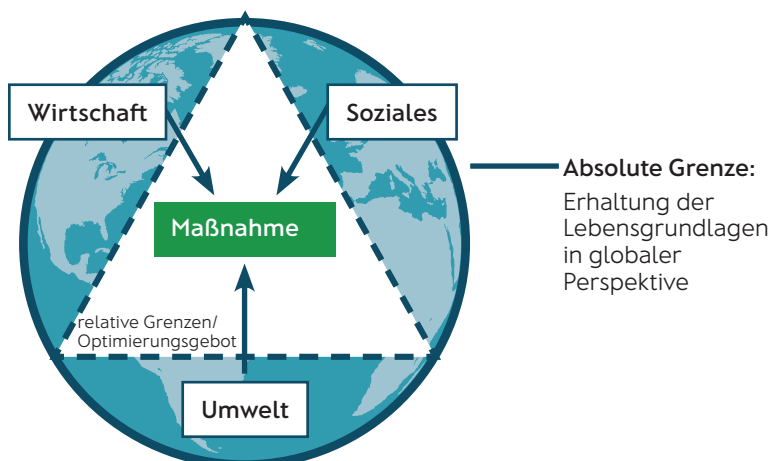 Wirtschaft
Soziales
Maßnahme
relative Grenzen/
Optimierungsgebot
Umwelt
Absolute Grenze:
Erhaltung der
Lebensgrundlagen
in globaler
Perspektive